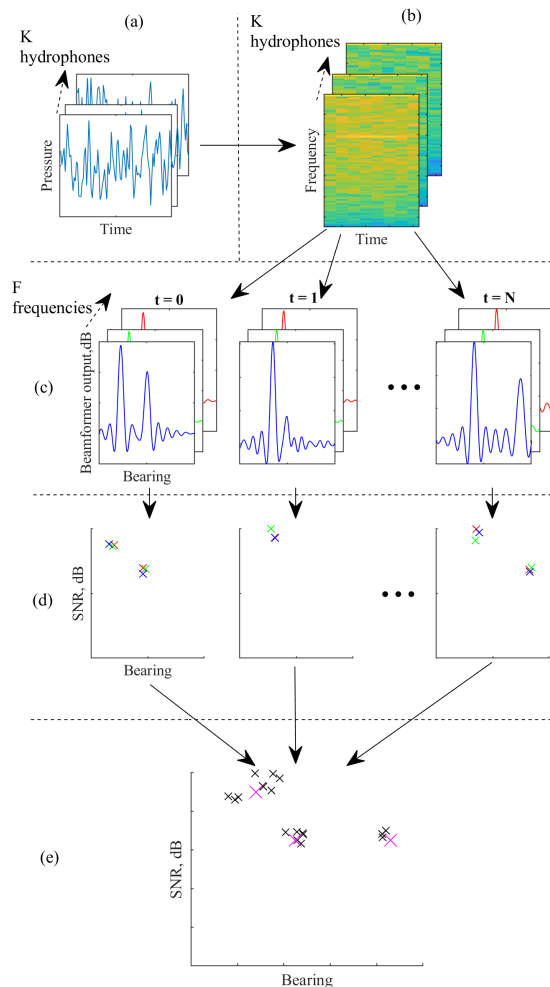 (a)
K
hydrophones
Pressure
Time
(b)
K
hydrophones
Frequency
Time
F
frequencies
t = 0
t = 1
t = N
(c)
Beamformer output,dB
Bearing
(d)
SNR, dB
Bearing
(e)
SNR, dB
Bearing